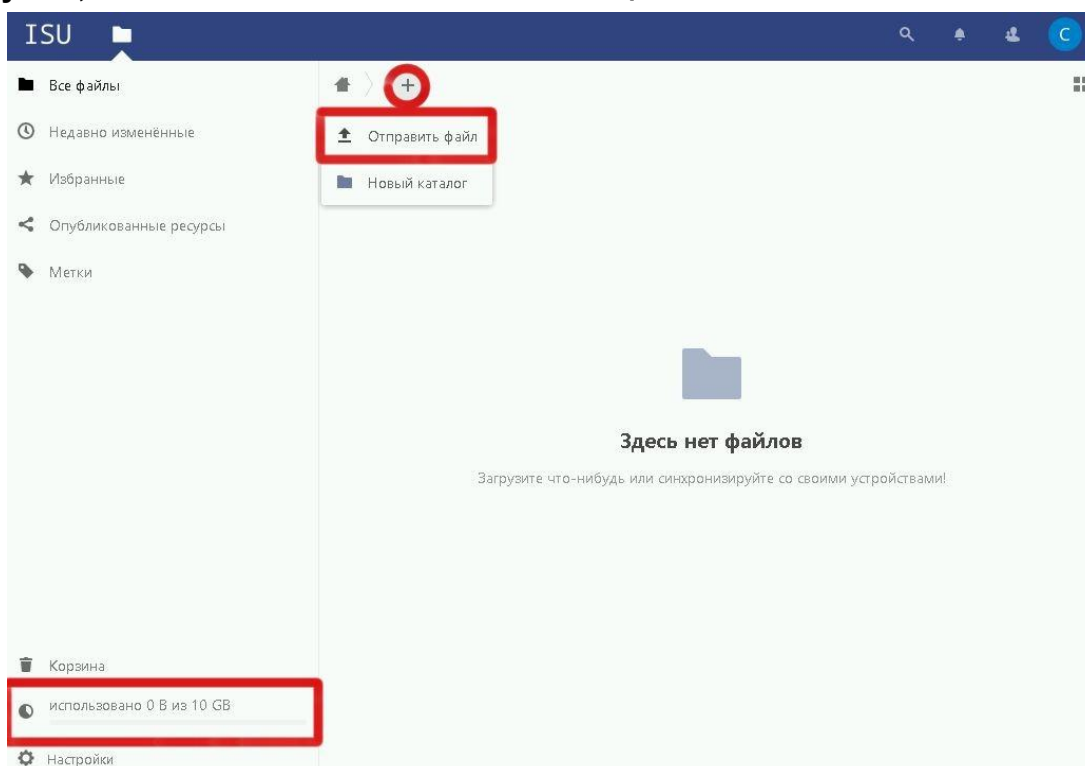 ISU
C
Все файлы
Недавно изменённые
Избранные
Опубликованные ресурсы
Метки
+
Отправить файл
Новый каталог
Здесь нет файлов
Загрузите что-нибудь или синхронизируйте со своими устройствами!
Корзина
использовано 0 B из 10 GB
Настройки